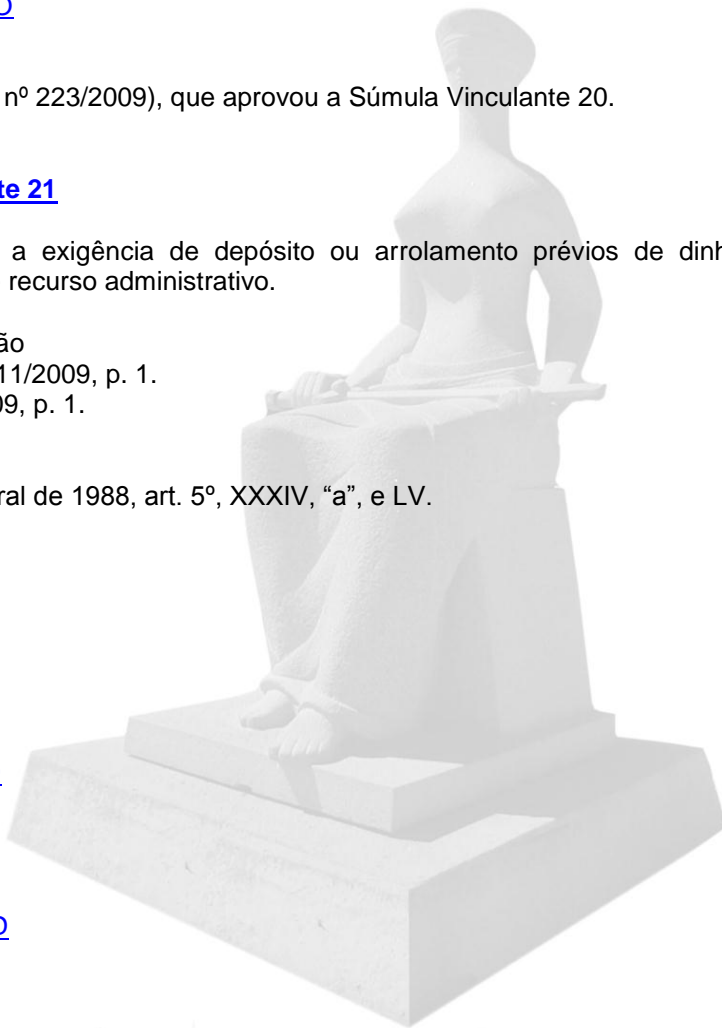 O
nº 223/2009), que aprovou a Súmula Vinculante 20.
te 21
a exigência de depósito ou arrolamento prévios de dinh
recurso administrativo.
ão
11/2009, p. 1.
09, p. 1.
ral de 1988, art. 5º, XXXIV, “a”, e LV.
O